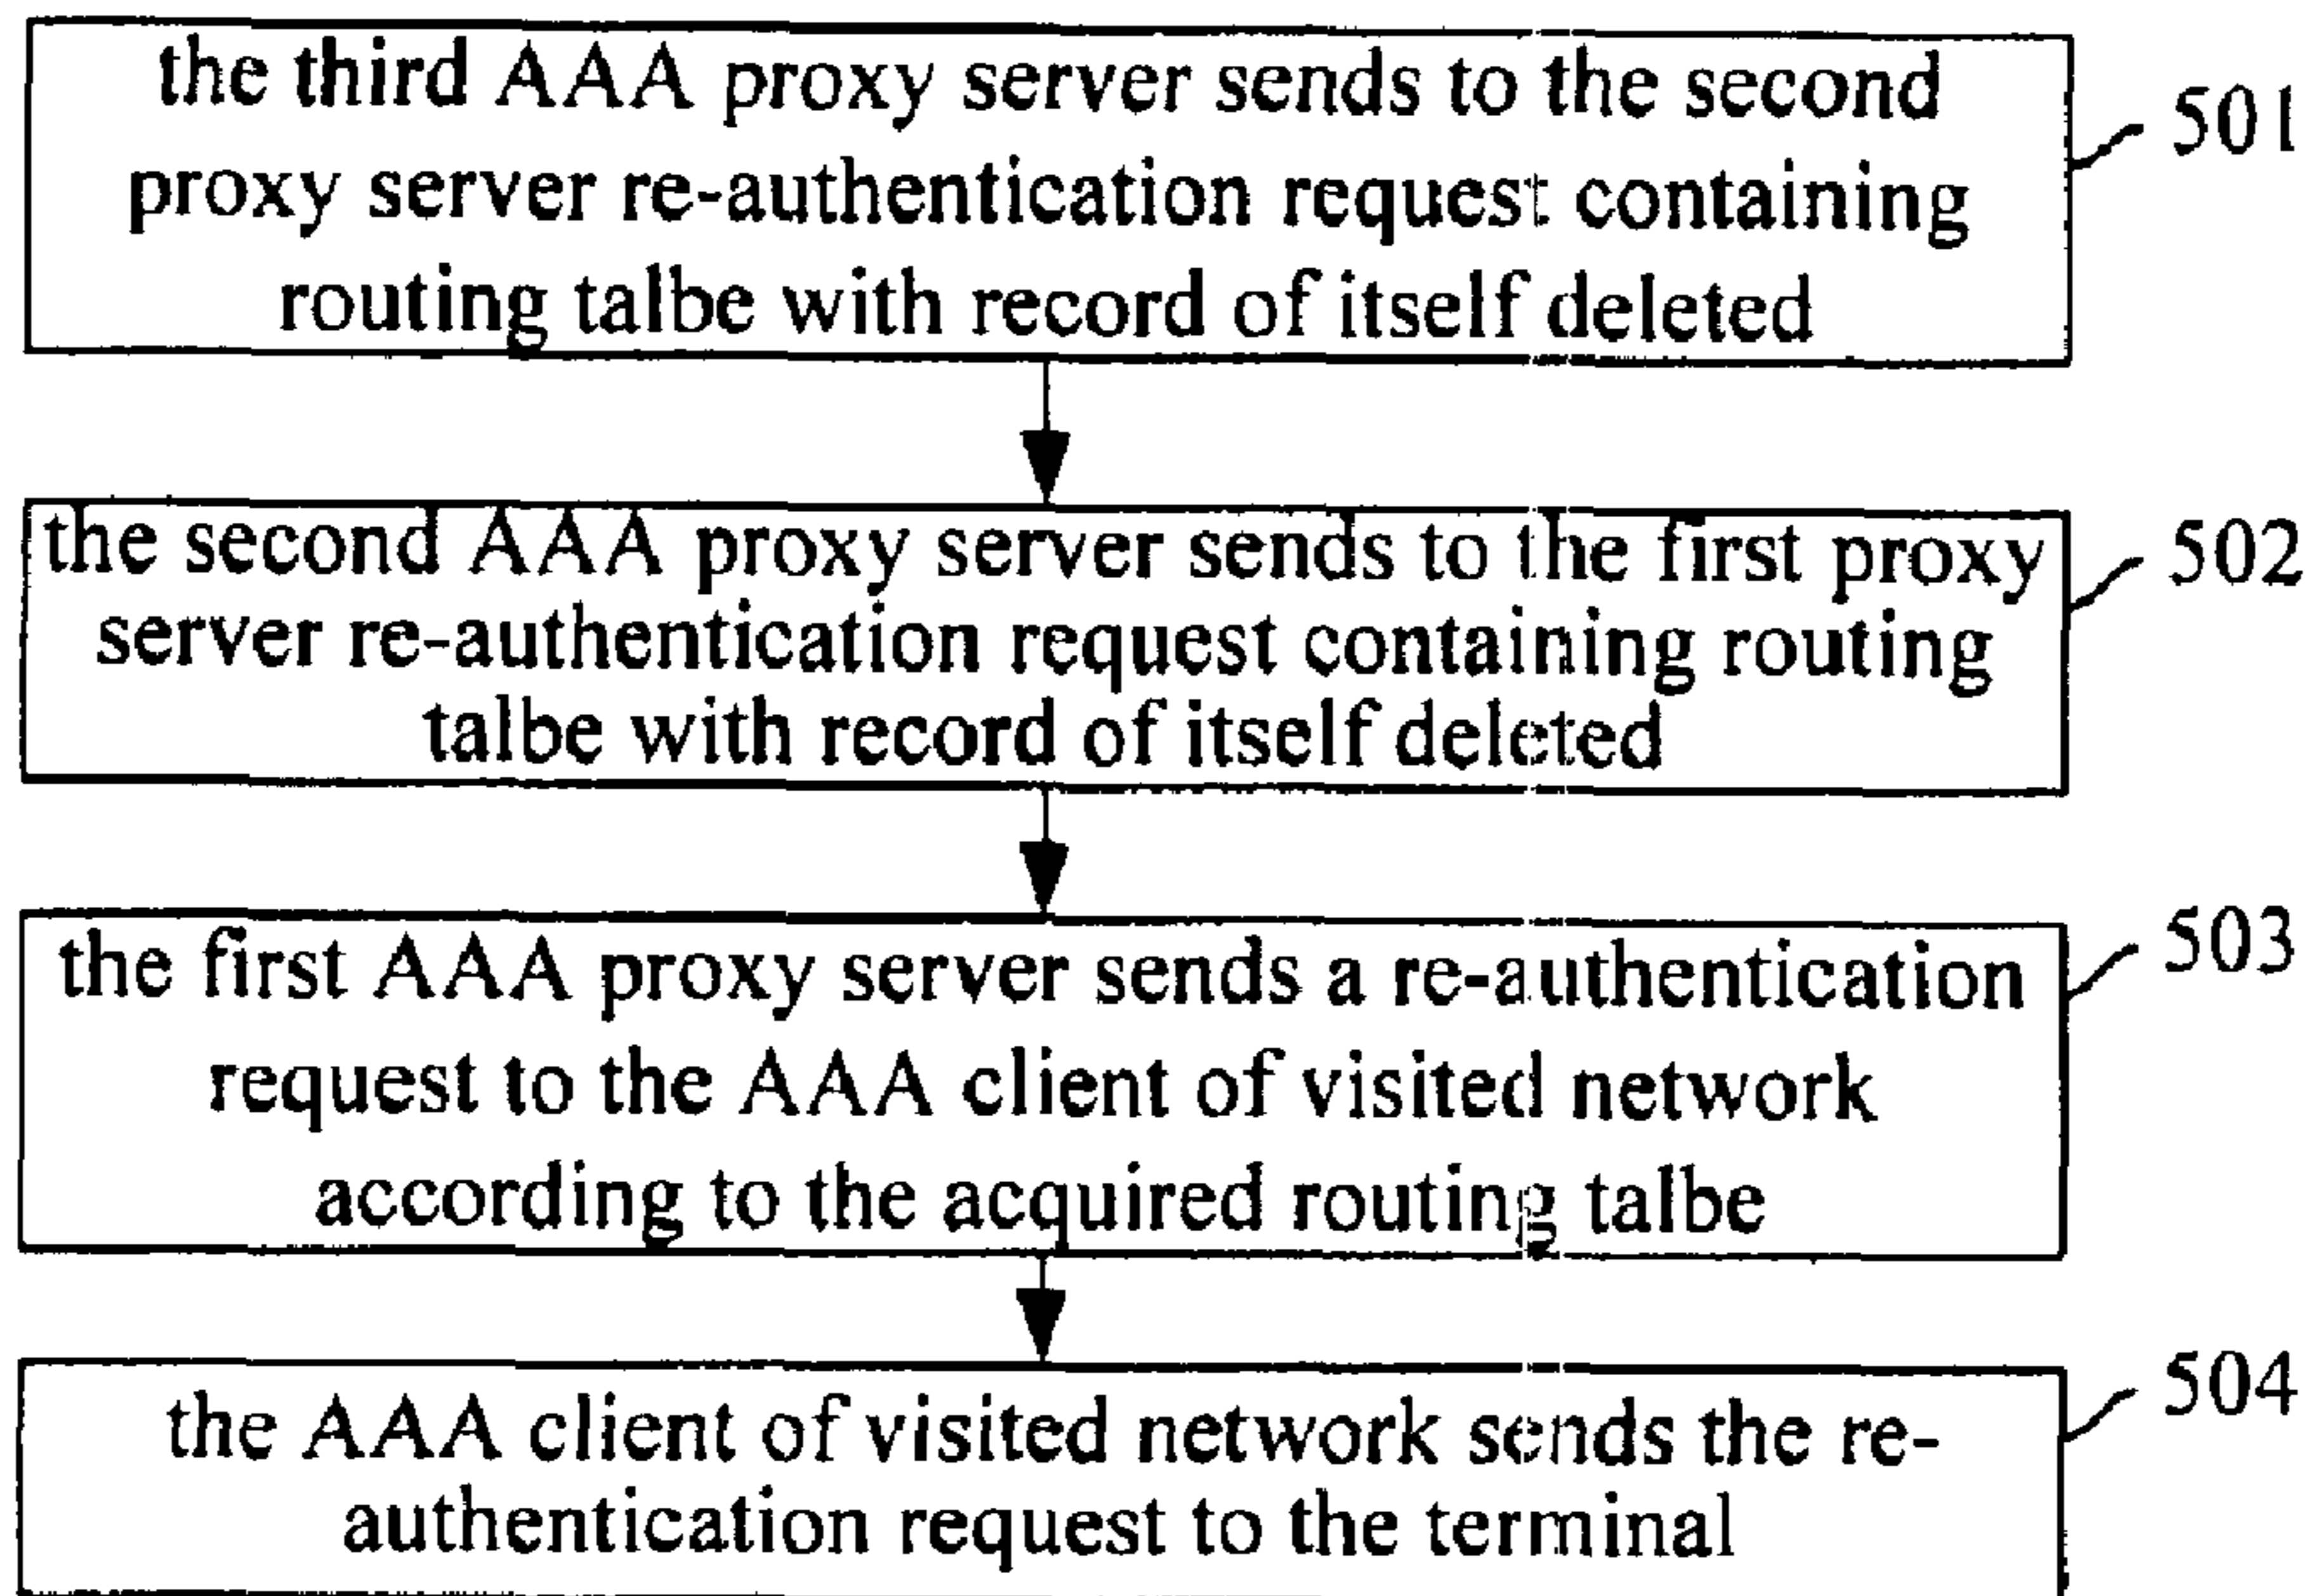 the third AAA proxy server sends to the second
501
proxy server re-authentication request containing
routing talbe with record of itself deleted
the second AAA proxy server sends to the first proxy
502
server re-authentication request containing routing
talbe with record of itself deleted
the first AAA proxy server sends a re-authentication
503
request to the AAA client of visited network
according to the acquired routing talbe
the AAA client of visited network sends the re-
504
authentication request to the terminal